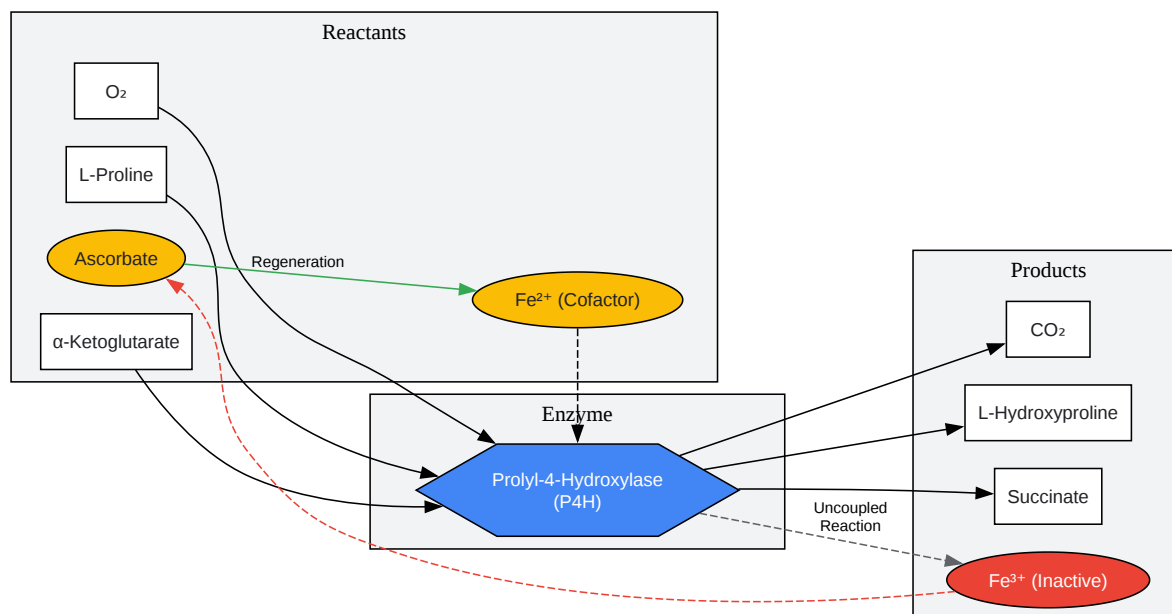 Reactants
O₂
L-Proline
Ascorbate
Regeneration
Fe²⁺ (Cofactor)
α-Ketoglutarate
Enzyme
Prolyl-4-Hydroxylase
(P4H)
Uncoupled
Reaction
Products
CO₂
L-Hydroxyproline
Succinate
Fe³⁺ (Inactive)